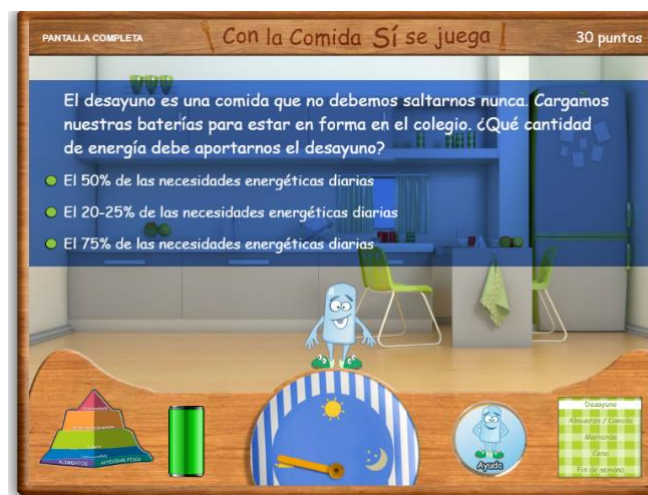 PANTALLA COMPLETA
Con la Comida Sí se juega
30 puntos
El desayuno es una comida que no debemos saltarnos nunca. Cargamos
nuestras baterías para estar en forma en el colegio. ¿Qué cantidad
de energía debe aportarnos el desayuno?
El 50% de las necesidades energéticas diarias
El 20-25% de las necesidades energéticas diarias
El 75% de las necesidades energéticas diarias
ALIMENTOS
ACTIVIDAD FÍSICA
Ayuda
Desayuno
Almuerzo / Comida
Merienda
Cena
Fin de semana